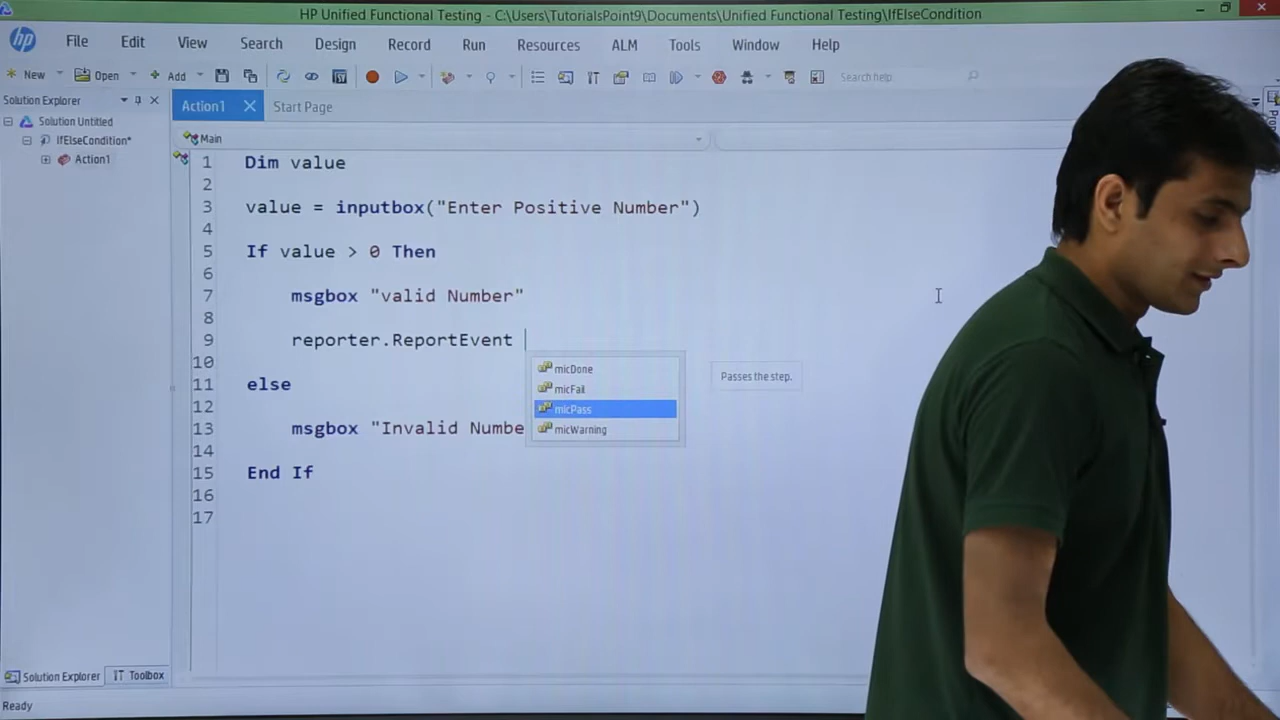 HP Unified Functional Testing - C:\Users\TutorialsPoint9\Documents\Unified Functional Testing\IfElseCondition
hp File Edit View Search Design Record Run Resources ALM Tools Window Help
New Open Add Search help
Solution Explorer
Action1 Start Page
Solution Untitled
IfElseCondition*
Action1
Main
1 Dim value
2
3 value = inputbox("Enter Positive Number")
4
5 If value > 0 Then
6
7 msgbox "valid Number"
8
9 reporter.ReportEvent
10
11 else
12
13 msgbox "Invalid Numbe
14
15 End If
16
17
micDone
micFail
micPass
micWarning
Passes the step.
Solution Explorer Toolbox
Ready